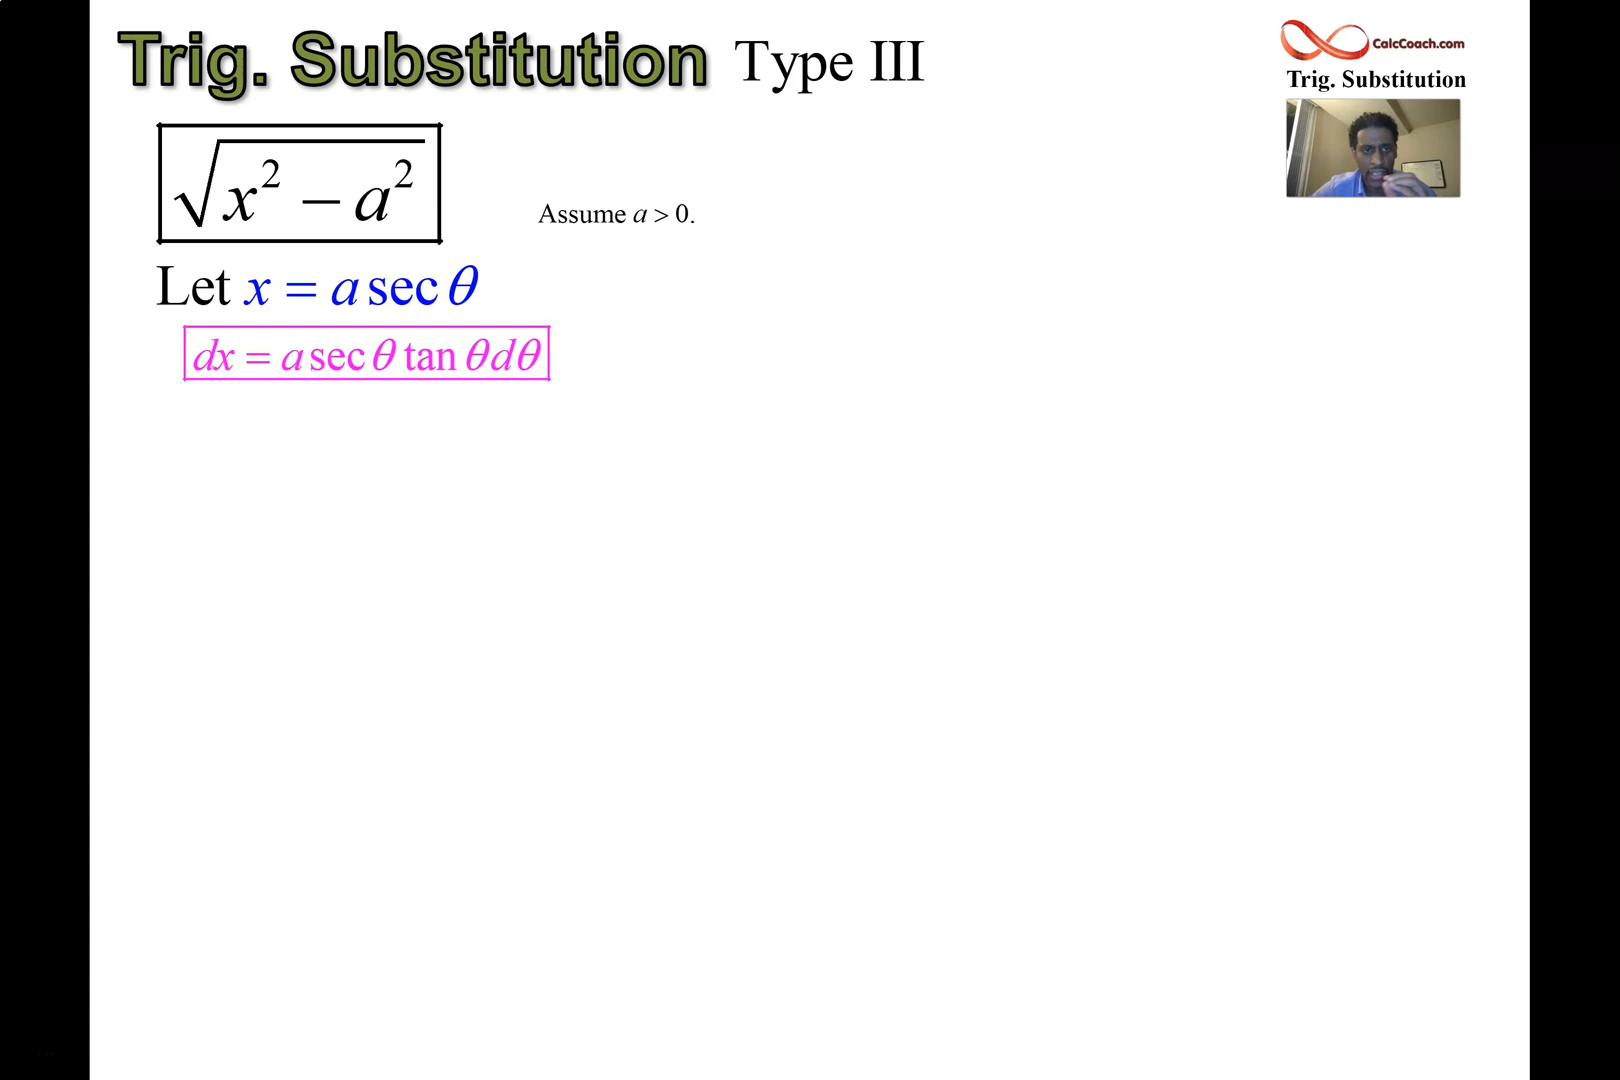 Trig. Substitution Type III
CalcCoach.com
Trig. Substitution
√(x² − a²)
Assume a > 0.
Let x = a sec θ
dx = a sec θ tan θ dθ